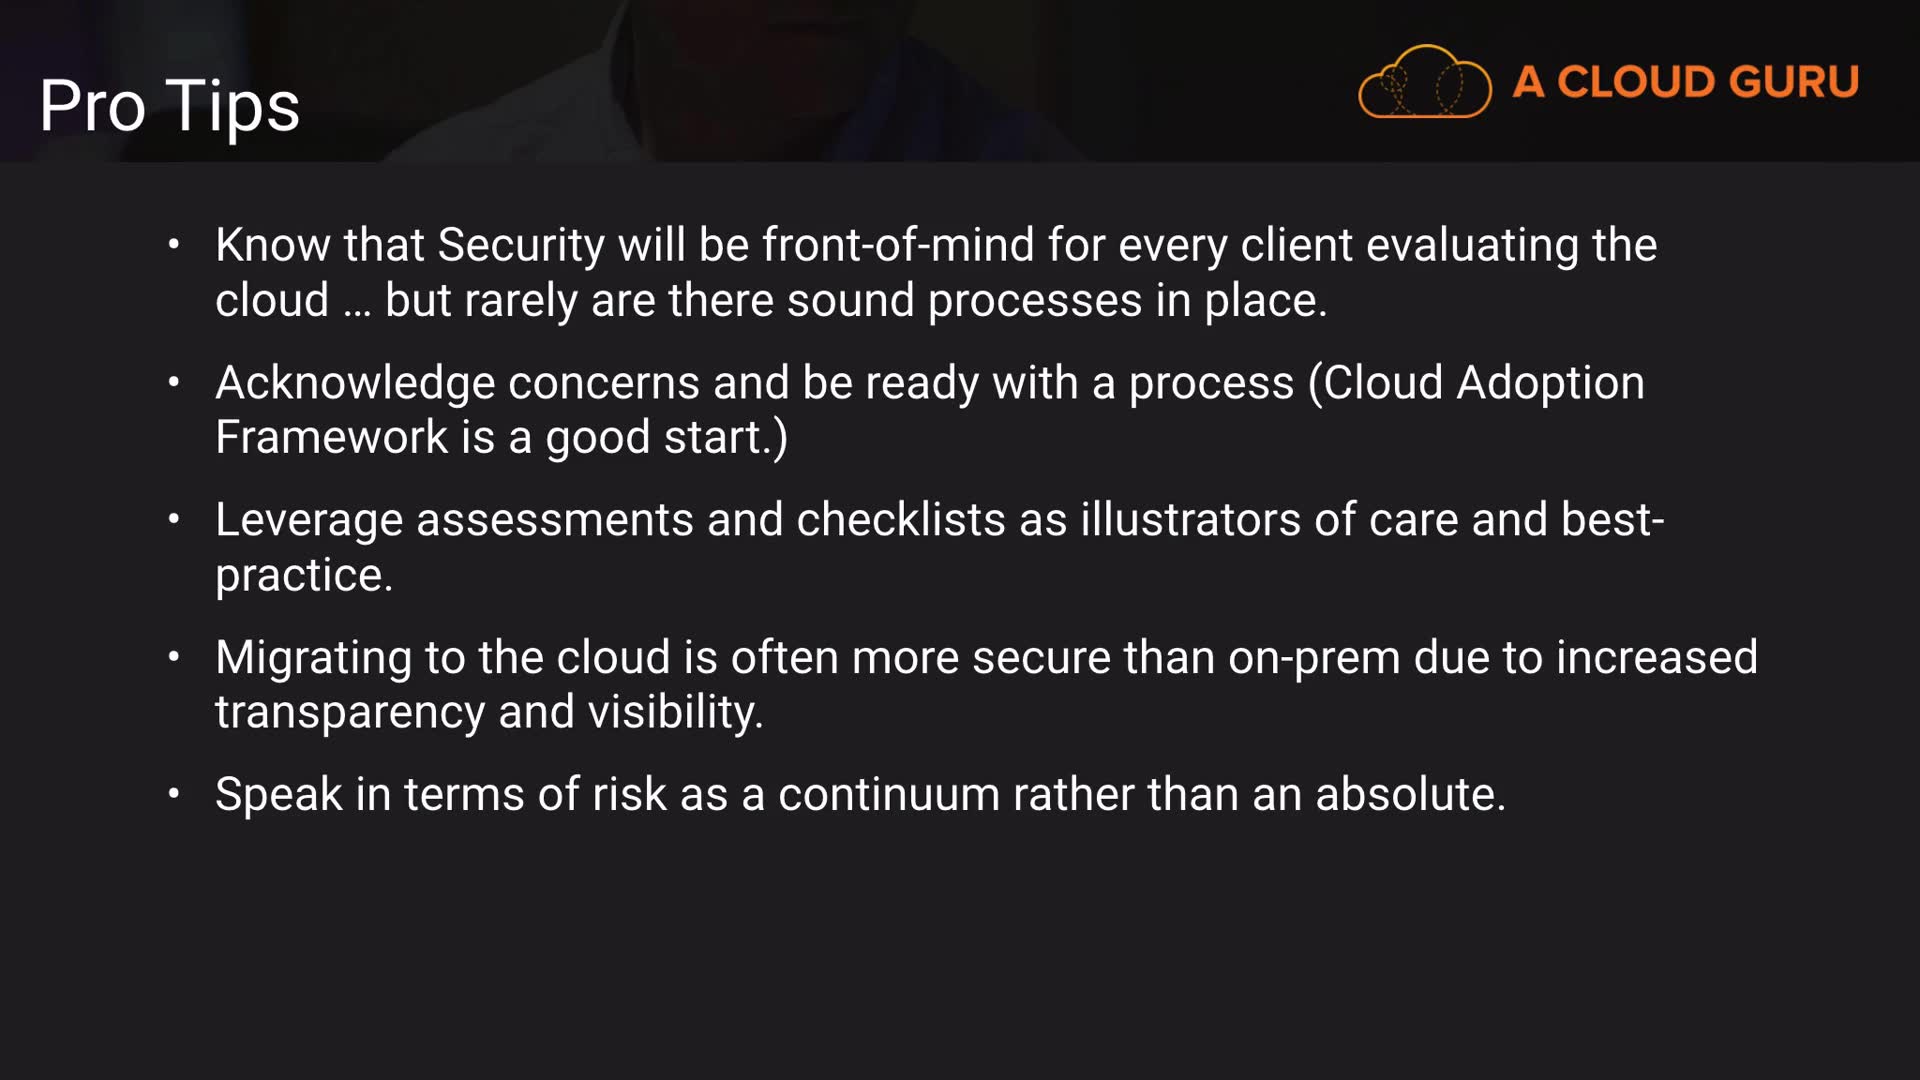 Pro Tips
A CLOUD GURU
• Know that Security will be front-of-mind for every client evaluating the
cloud … but rarely are there sound processes in place.
• Acknowledge concerns and be ready with a process (Cloud Adoption
Framework is a good start.)
• Leverage assessments and checklists as illustrators of care and best-
practice.
• Migrating to the cloud is often more secure than on-prem due to increased
transparency and visibility.
• Speak in terms of risk as a continuum rather than an absolute.